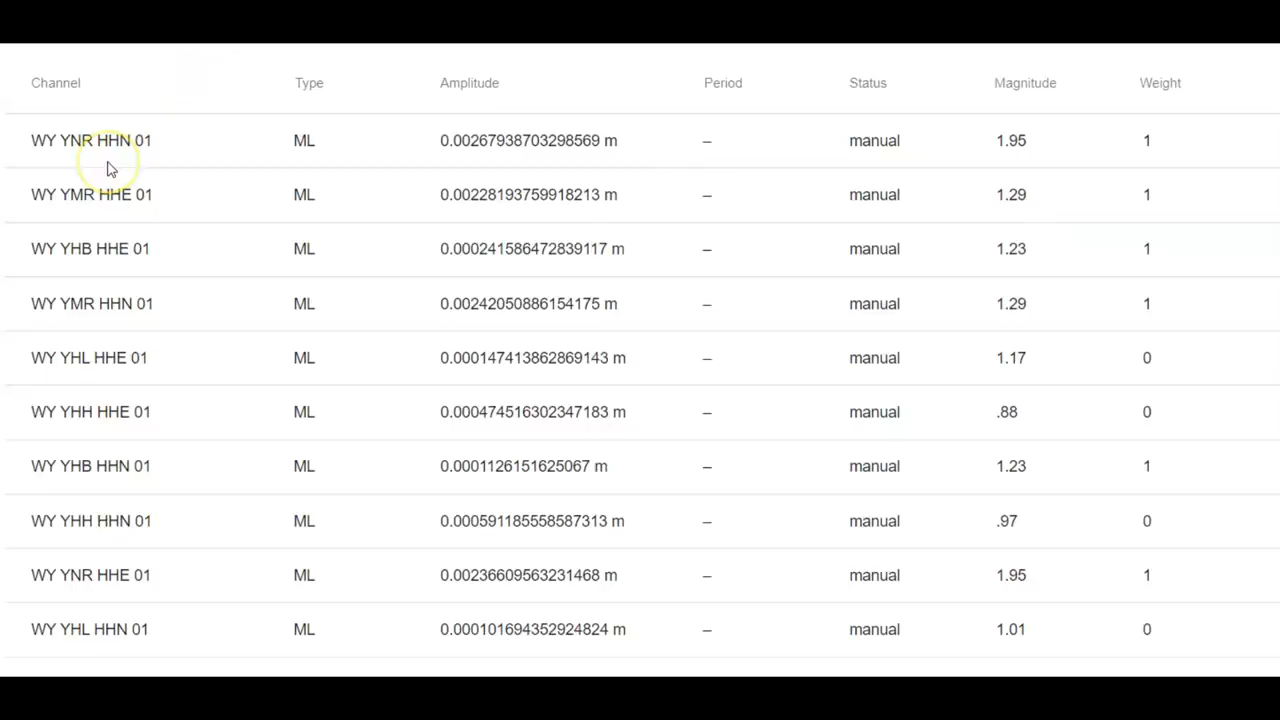 Channel Type Amplitude Period Status Magnitude Weight
WY YNR HHN 01 ML 0.00267938703298569 m – manual 1.95 1
WY YMR HHE 01 ML 0.00228193759918213 m – manual 1.29 1
WY YHB HHE 01 ML 0.000241586472839117 m – manual 1.23 1
WY YMR HHN 01 ML 0.00242050886154175 m – manual 1.29 1
WY YHL HHE 01 ML 0.000147413862869143 m – manual 1.17 0
WY YHH HHE 01 ML 0.000474516302347183 m – manual .88 0
WY YHB HHN 01 ML 0.0001126151625067 m – manual 1.23 1
WY YHH HHN 01 ML 0.000591185558587313 m – manual .97 0
WY YNR HHE 01 ML 0.00236609563231468 m – manual 1.95 1
WY YHL HHN 01 ML 0.000101694352924824 m – manual 1.01 0